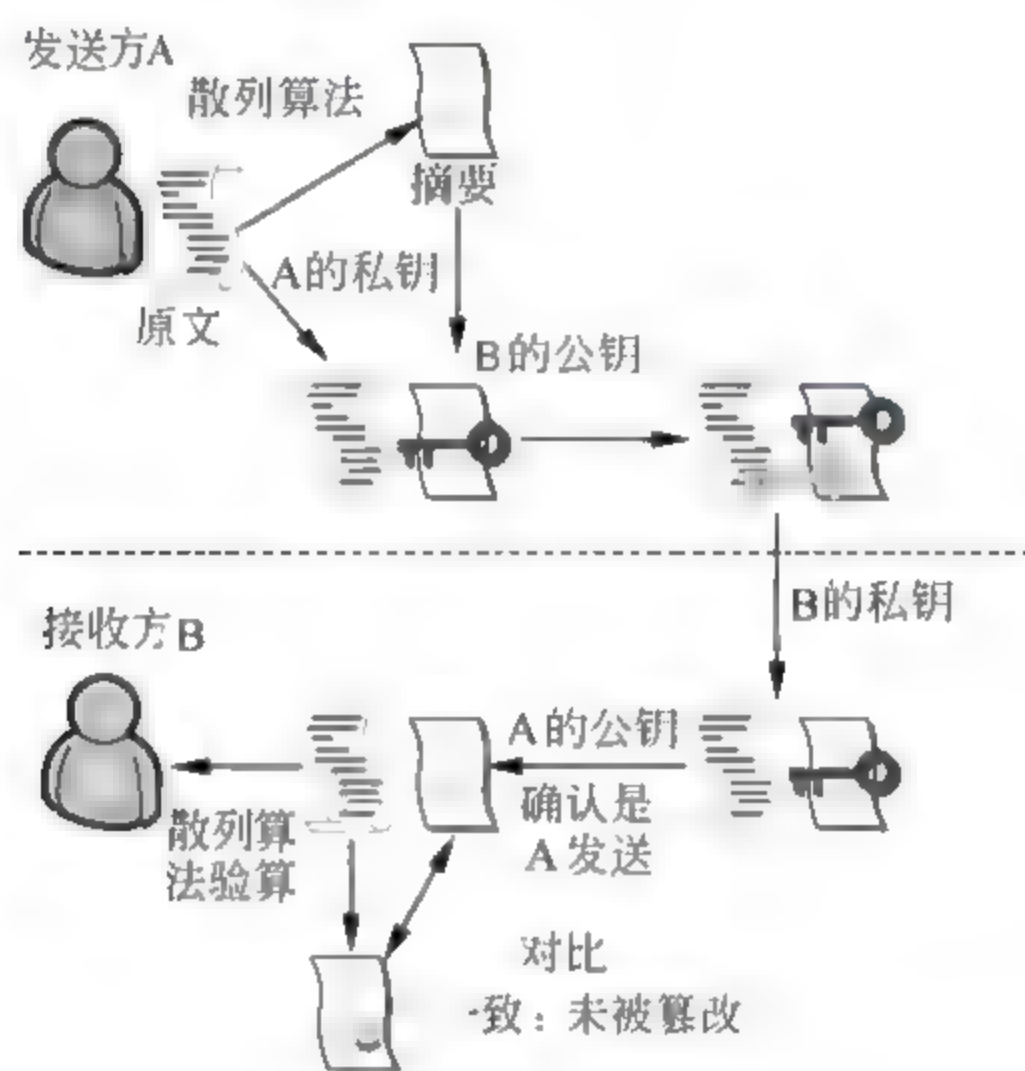 发送方A
散列算法
摘要
A的私钥
原文
B的公钥
B的私钥
接收方B
A的公钥
确认是
A发送
散列算
法验算
对比
一致：未被篡改